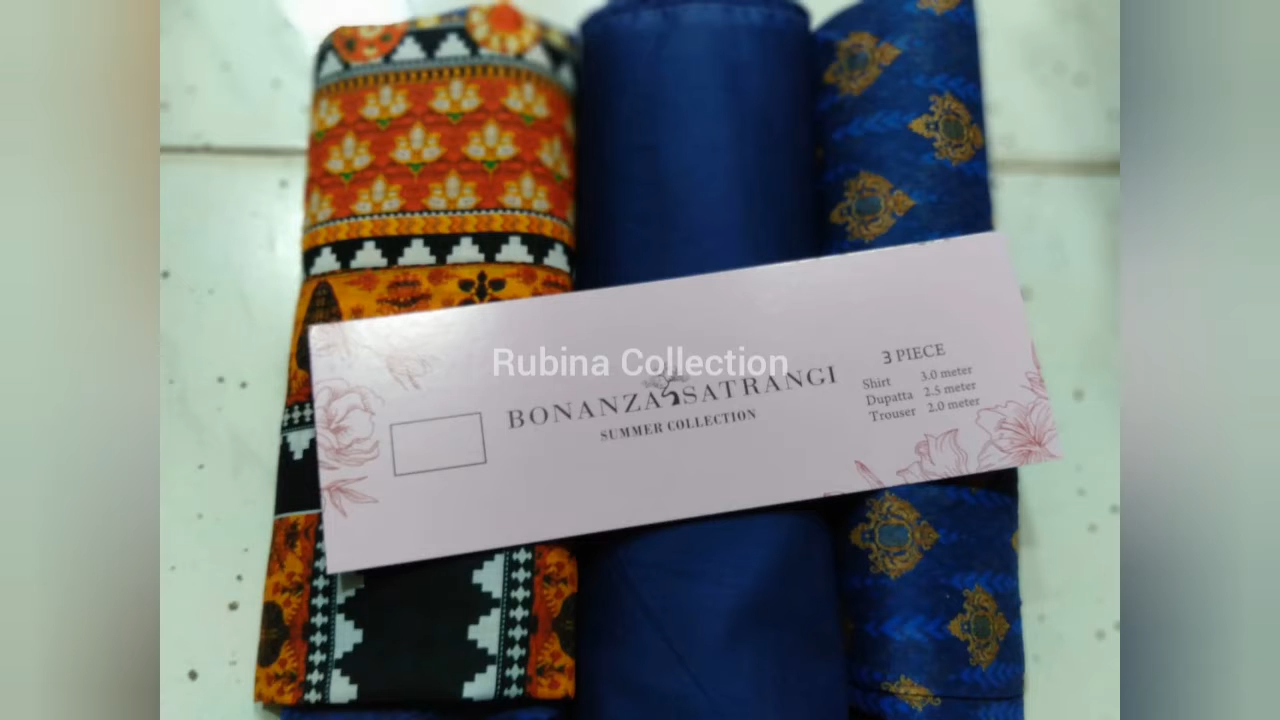 Rubina Collection
BONANZA SATRANGI
SUMMER COLLECTION
3 PIECE
Shirt 3.0 meter
Dupatta 2.5 meter
Trouser 2.0 meter